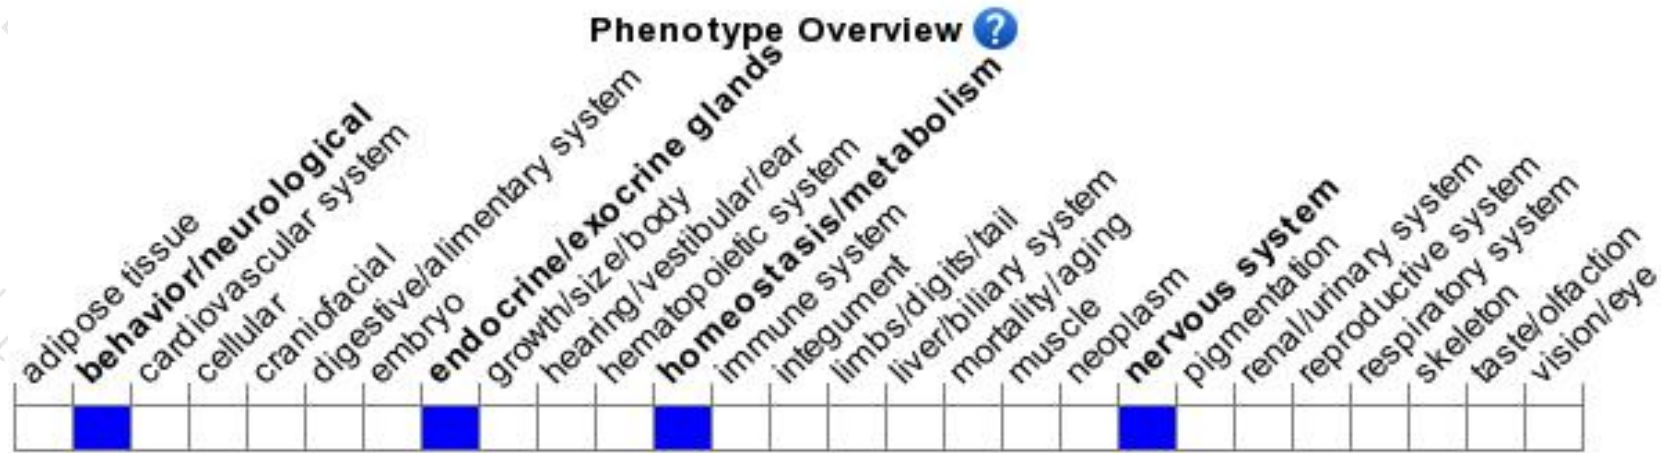 Phenotype Overview ?
adipose tissue
behavior/neurological
cardiovascular system
cellular
craniofacial
digestive/alimentary system
embryo
endocrine/exocrine glands
growth/size/body
hearing/vestibular/ear
hematopoietic system
homeostasis/metabolism
immune system
integument
limbs/digits/tail
liver/biliary system
mortality/aging
muscle
neoplasm
nervous system
pigmentation
renal/urinary system
reproductive system
respiratory system
skeleton
taste/olfaction
vision/eye